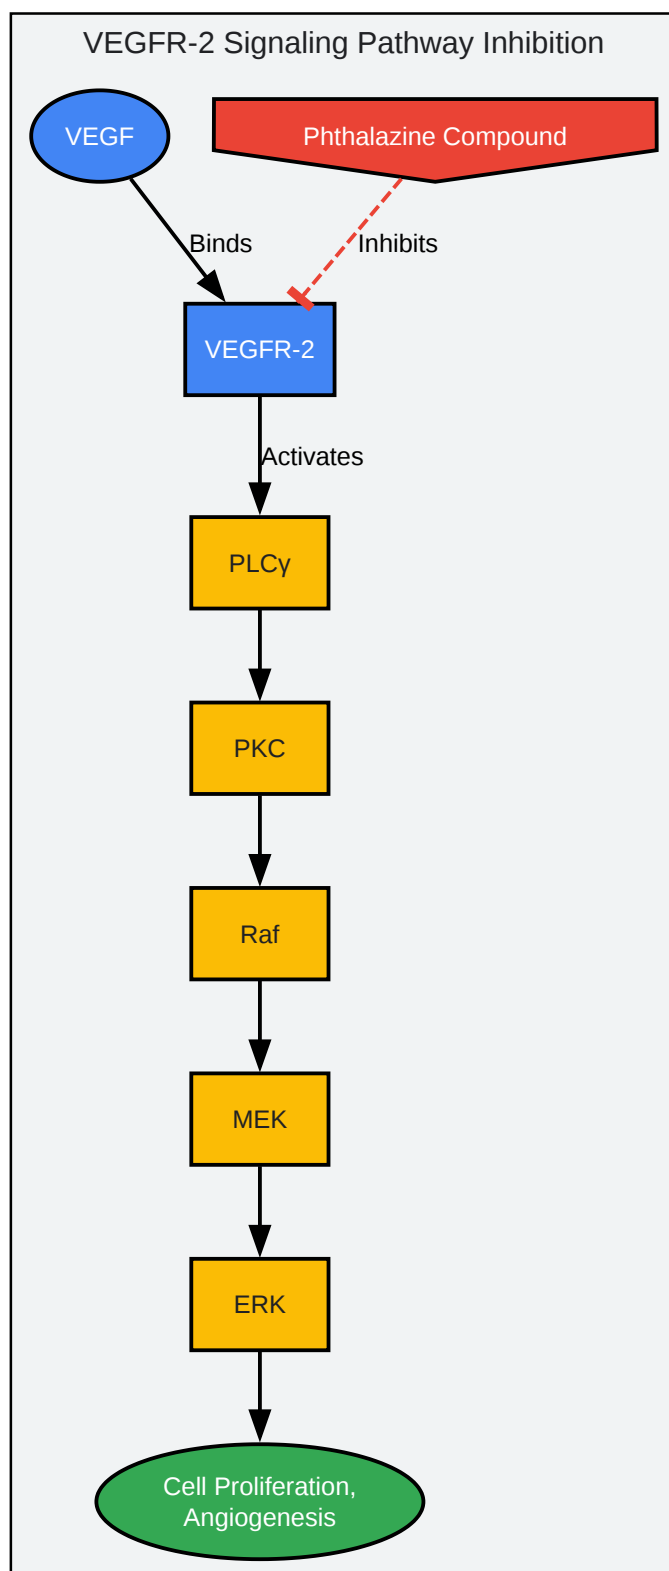 VEGFR-2 Signaling Pathway Inhibition
VEGF
Phthalazine Compound
Binds
Inhibits
VEGFR-2
Activates
PLCγ
PKC
Raf
MEK
ERK
Cell Proliferation,
Angiogenesis